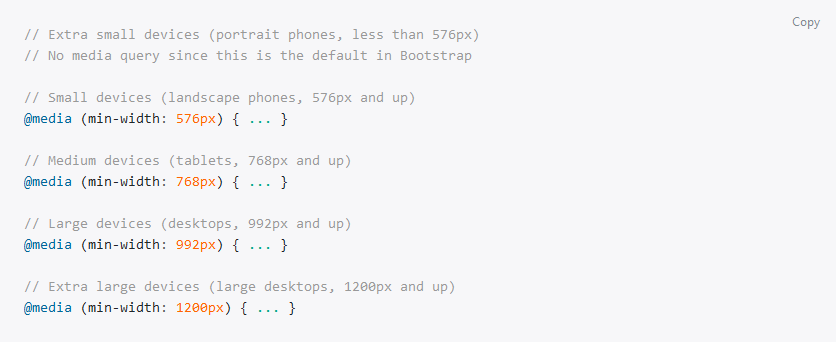 Copy
// Extra small devices (portrait phones, less than 576px)
// No media query since this is the default in Bootstrap
// Small devices (landscape phones, 576px and up)
@media (min-width: 576px) { ... }
// Medium devices (tablets, 768px and up)
@media (min-width: 768px) { ... }
// Large devices (desktops, 992px and up)
@media (min-width: 992px) { ... }
// Extra large devices (large desktops, 1200px and up)
@media (min-width: 1200px) { ... }